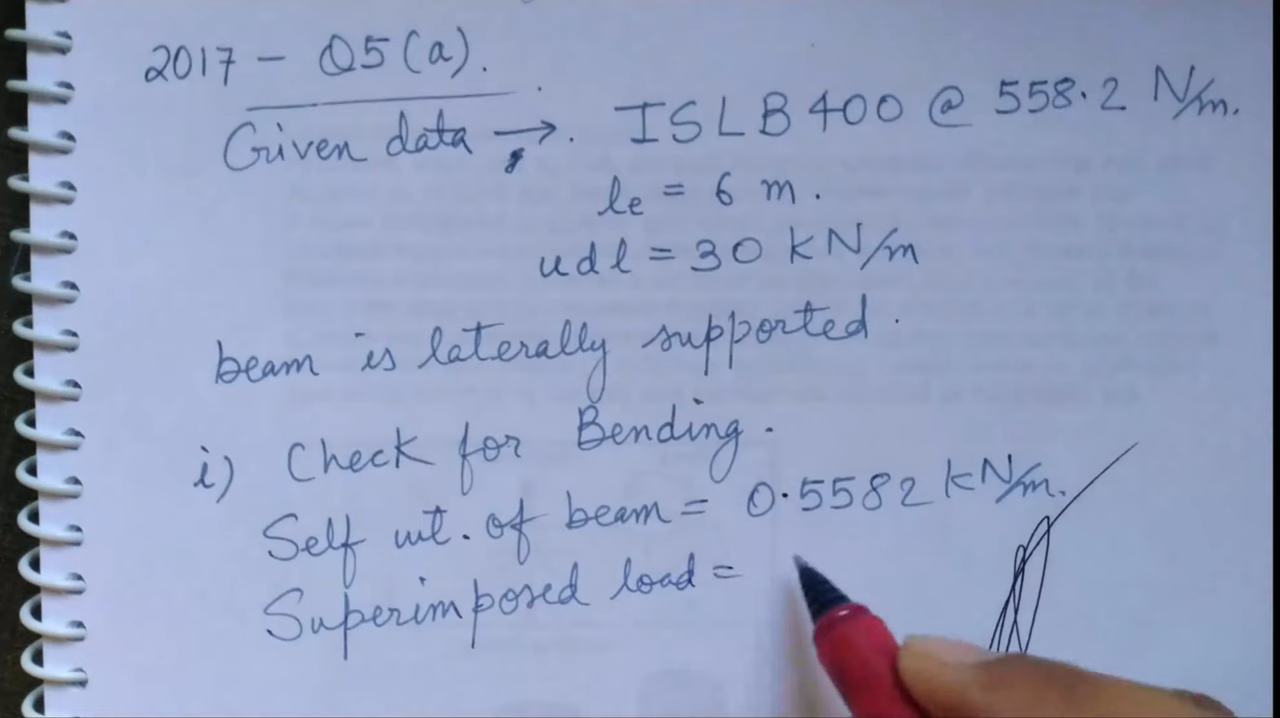 2017 - Q5(a).
Given data →. ISLB 400 @ 558.2 N/m.
le = 6 m.
udl = 30 kN/m
beam is laterally supported.
i) Check for Bending.
Self wt. of beam = 0.5582 kN/m.
Superimposed load =